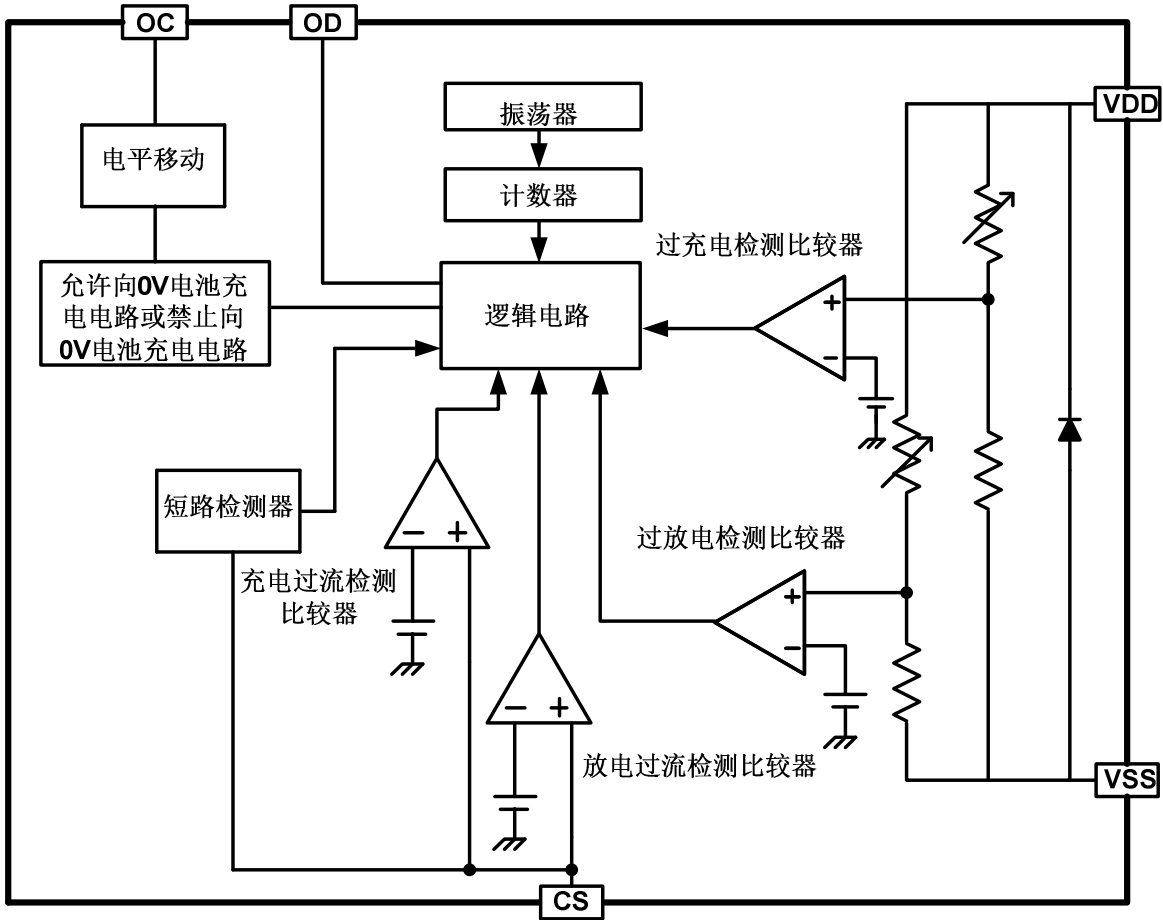 OC
OD
VDD
振荡器
电平移动
计数器
过充电检测比较器
允许向0V电池充
电电路或禁止向
0V电池充电电路
逻辑电路
+
-
短路检测器
- +
过放电检测比较器
充电过流检测
比较器
+
-
- +
放电过流检测比较器
VSS
CS